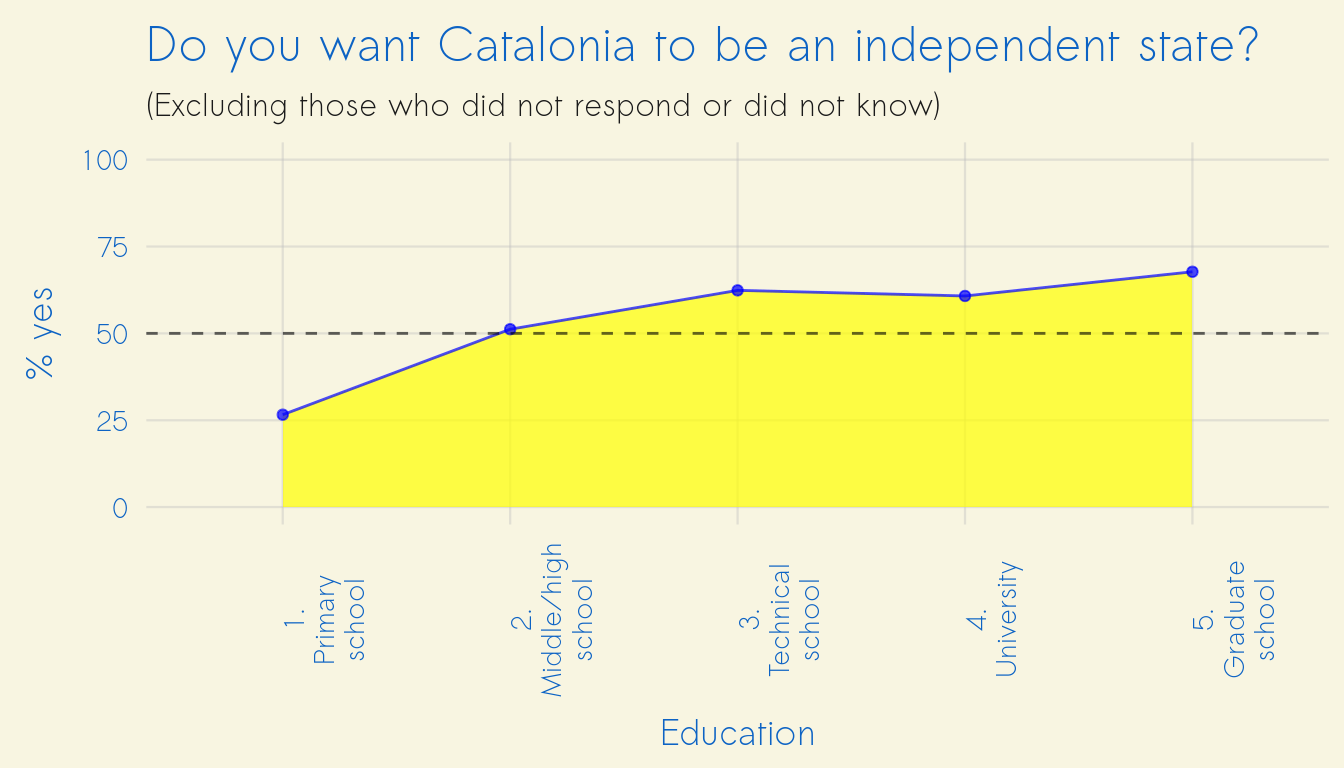 Do you want Catalonia to be an independent state?
(Excluding those who did not respond or did not know)
100
75
50
25
0
% yes
1.
Primary
school
2.
Middle/high
school
3.
Technical
school
4.
University
5.
Graduate
school
Education